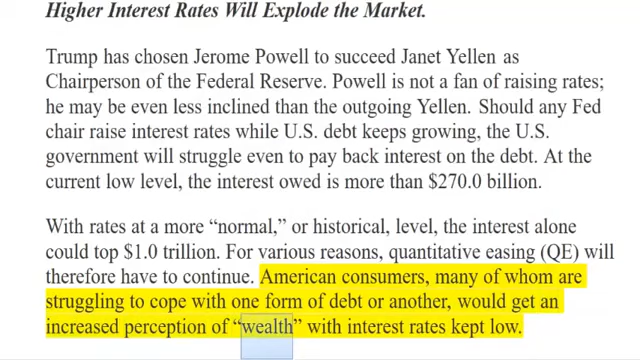 Higher Interest Rates Will Explode the Market.
Trump has chosen Jerome Powell to succeed Janet Yellen as
Chairperson of the Federal Reserve. Powell is not a fan of raising rates;
he may be even less inclined than the outgoing Yellen. Should any Fed
chair raise interest rates while U.S. debt keeps growing, the U.S.
government will struggle even to pay back interest on the debt. At the
current low level, the interest owed is more than $270.0 billion.
With rates at a more “normal,” or historical, level, the interest alone
could top $1.0 trillion. For various reasons, quantitative easing (QE) will
therefore have to continue. American consumers, many of whom are
struggling to cope with one form of debt or another, would get an
increased perception of “wealth” with interest rates kept low.